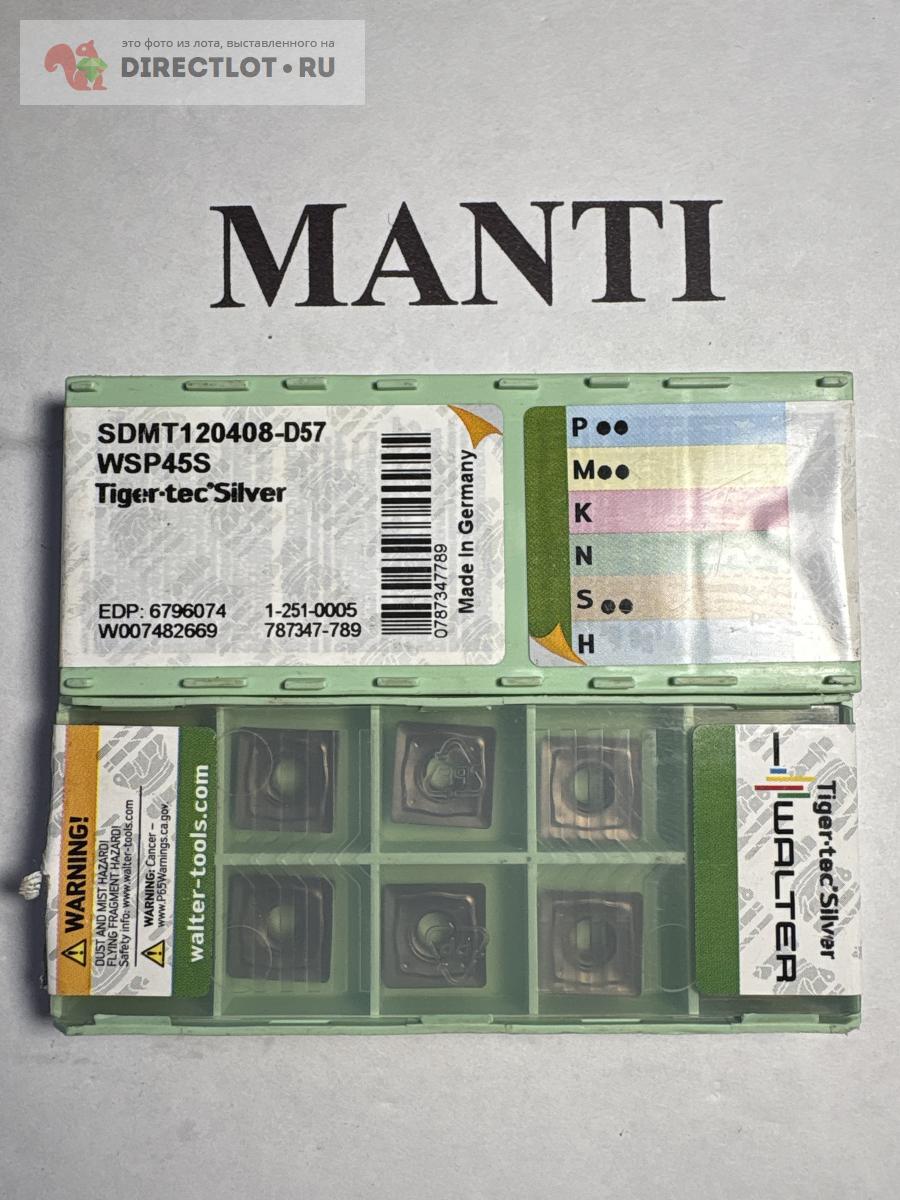 это фото из лота, выставленного на
DIRECTLOT•RU
MANTI
SDMT120408-D57
WSP45S
Tiger·tec®Silver
EDP: 6796074 1-251-0005
W007482669 787347-789
0787347789
Made In Germany
P ●●
M●●
K
N
S ●●
H
WARNING!
DUST AND MIST HAZARD!
FLYING FRAGMENT HAZARD!
Safety info: www.walter-tools.com
WARNING: Cancer –
www.P65Warnings.ca.gov
walter-tools.com
WALTER
Tiger·tec®Silver